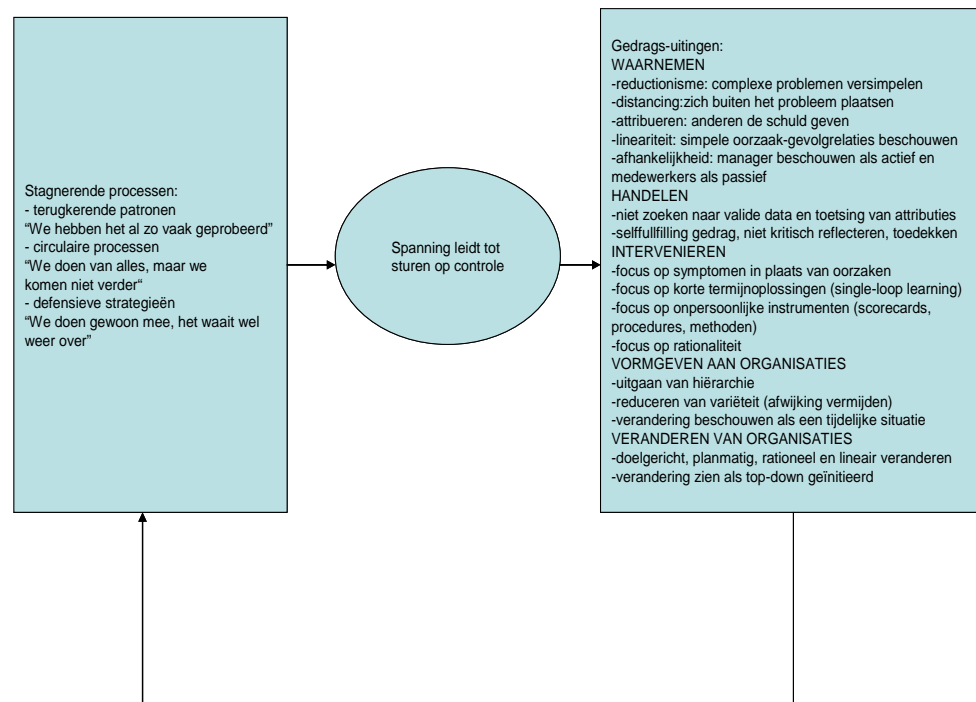 Stagnerende processen:
- terugkerende patronen
“We hebben het al zo vaak geprobeerd”
- circulaire processen
“We doen van alles, maar we
komen niet verder“
- defensieve strategieën
“We doen gewoon mee, het waait wel
weer over”
Spanning leidt tot
sturen op controle
Gedrags-uitingen:
WAARNEMEN
-reductionisme: complexe problemen versimpelen
-distancing:zich buiten het probleem plaatsen
-attribueren: anderen de schuld geven
-lineariteit: simpele oorzaak-gevolgrelaties beschouwen
-afhankelijkheid: manager beschouwen als actief en
medewerkers als passief
HANDELEN
-niet zoeken naar valide data en toetsing van attributies
-selffullfilling gedrag, niet kritisch reflecteren, toedekken
INTERVENIEREN
-focus op symptomen in plaats van oorzaken
-focus op korte termijnoplossingen (single-loop learning)
-focus op onpersoonlijke instrumenten (scorecards,
procedures, methoden)
-focus op rationaliteit
VORMGEVEN AAN ORGANISATIES
-uitgaan van hiërarchie
-reduceren van variëteit (afwijking vermijden)
-verandering beschouwen als een tijdelijke situatie
VERANDEREN VAN ORGANISATIES
-doelgericht, planmatig, rationeel en lineair veranderen
-verandering zien als top-down geïnitieerd